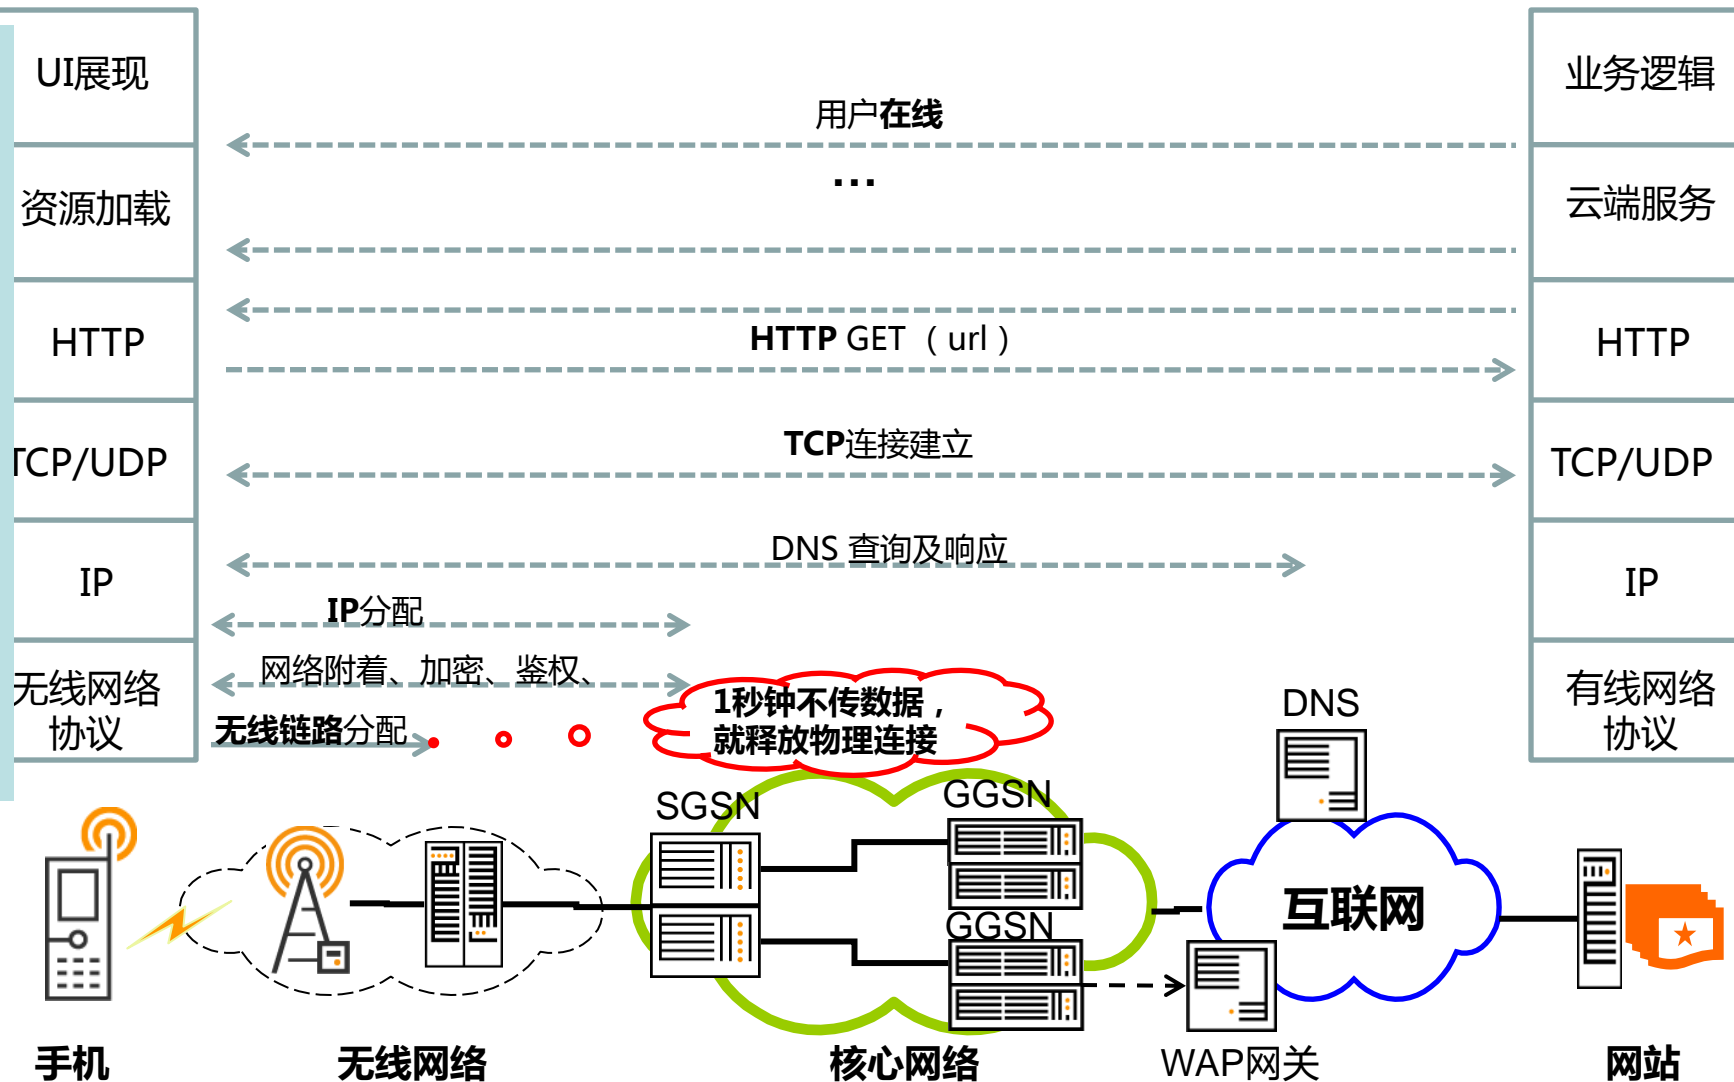 UI展现
业务逻辑
用户在线
...
资源加载
云端服务
HTTP
HTTP GET （url）
HTTP
TCP/UDP
TCP连接建立
TCP/UDP
IP
DNS 查询及响应
IP
IP分配
无线网络
协议
网络附着、加密、鉴权、
无线链路分配
1秒钟不传数据，
就释放物理连接
有线网络
协议
DNS
SGSN
GGSN
GGSN
互联网
手机
无线网络
核心网络
WAP网关
网站